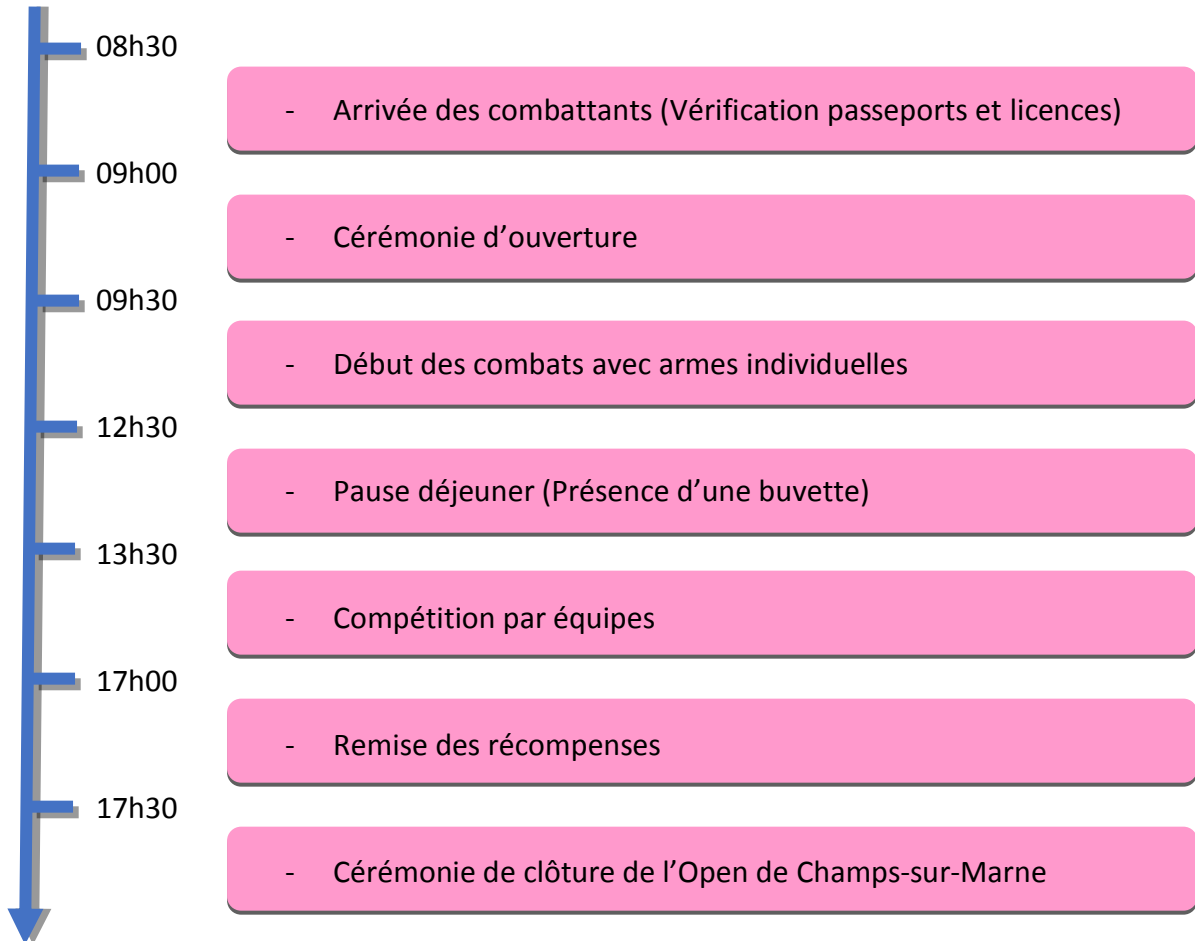 08h30
- Arrivée des combattants (Vérification passeports et licences)
09h00
- Cérémonie d’ouverture
09h30
- Début des combats avec armes individuelles
12h30
- Pause déjeuner (Présence d’une buvette)
13h30
- Compétition par équipes
17h00
- Remise des récompenses
17h30
- Cérémonie de clôture de l’Open de Champs-sur-Marne